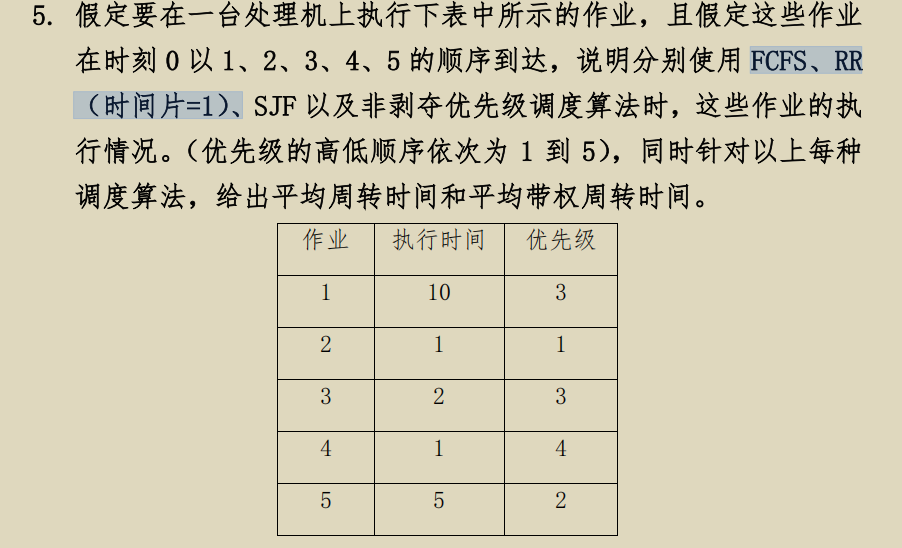 5. 假定要在一台处理机上执行下表中所示的作业，且假定这些作业
在时刻 0 以 1、2、3、4、5 的顺序到达，说明分别使用 FCFS、RR
（时间片=1）、SJF 以及非剥夺优先级调度算法时，这些作业的执
行情况。（优先级的高低顺序依次为 1 到 5），同时针对以上每种
调度算法，给出平均周转时间和平均带权周转时间。
作业 执行时间 优先级
1 10 3
2 1 1
3 2 3
4 1 4
5 5 2